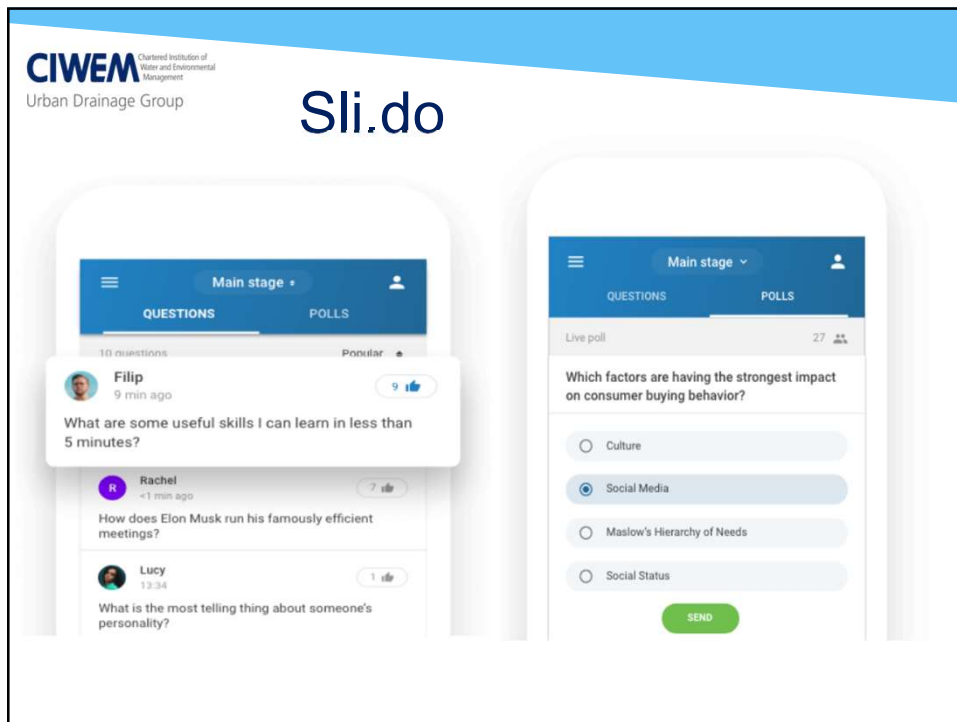 CIWEM
Chartered Institution of
Water and Environmental
Management
Urban Drainage Group
Sli.do
Main stage
QUESTIONS POLLS
10 questions Popular
Filip
9 min ago
9
What are some useful skills I can learn in less than
5 minutes?
R
Rachel
<1 min ago
7
How does Elon Musk run his famously efficient
meetings?
Lucy
13:34
1
What is the most telling thing about someone's
personality?
Main stage
QUESTIONS POLLS
Live poll 27
Which factors are having the strongest impact
on consumer buying behavior?
Culture
Social Media
Maslow's Hierarchy of Needs
Social Status
SEND